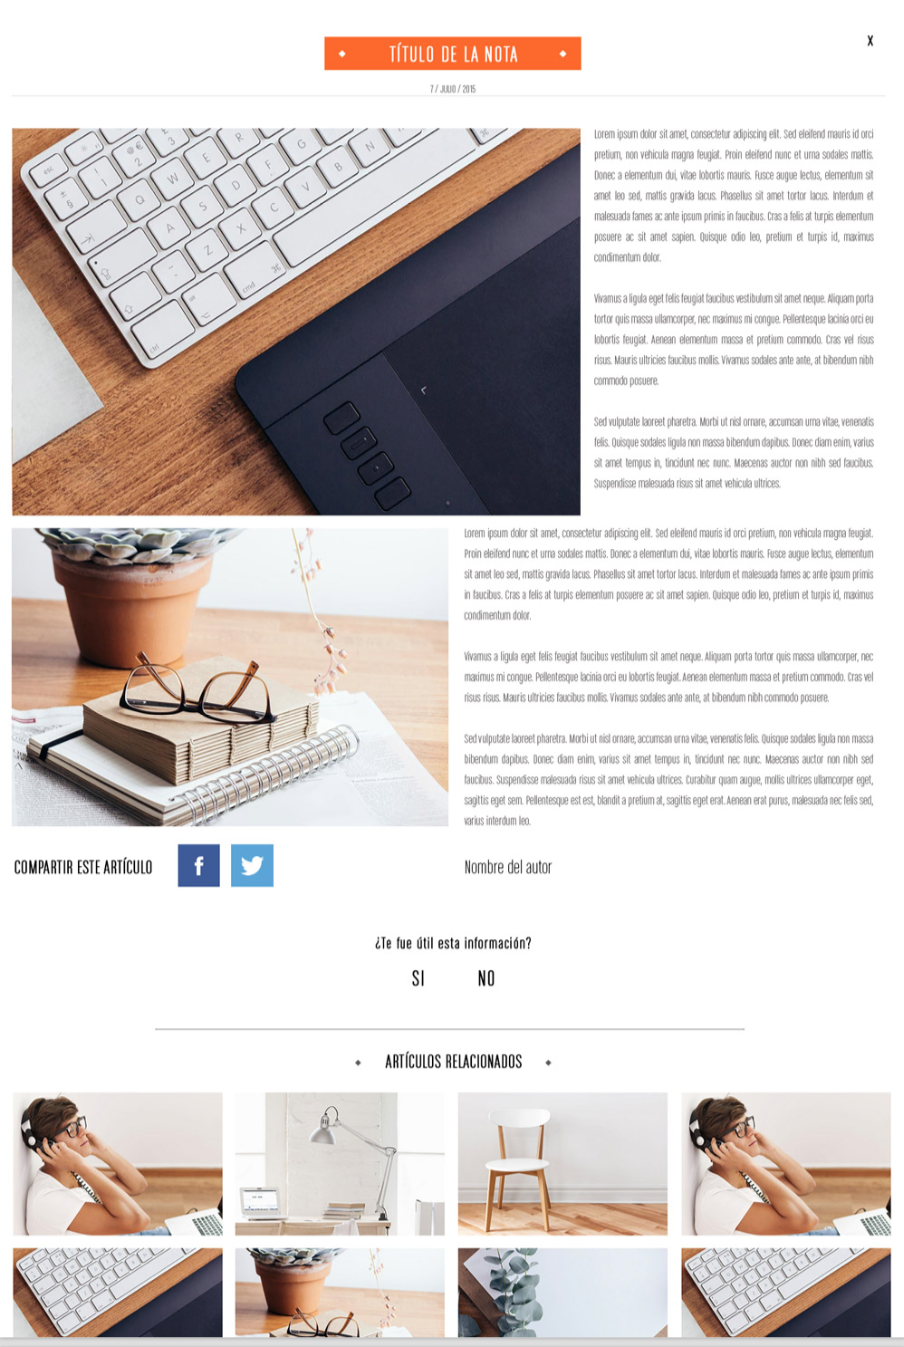 TÍTULO DE LA NOTA
X
7 / JULIO / 2015
Lorem ipsum dolor sit amet, consectetur adipiscing elit. Sed eleifend mauris id orci
pretium, non vehicula magna feugiat. Proin eleifend nunc et urna sodales mattis.
Donec a elementum dui, vitae lobortis mauris. Fusce augue lectus, elementum sit
amet leo sed, mattis gravida lacus. Phasellus sit amet tortor lacus. Interdum et
malesuada fames ac ante ipsum primis in faucibus. Cras a felis at turpis elementum
posuere ac sit amet sapien. Quisque odio leo, pretium et turpis id, maximus
condimentum dolor.
Vivamus a ligula eget felis feugiat faucibus vestibulum sit amet neque. Aliquam porta
tortor quis massa ullamcorper, nec maximus mi congue. Pellentesque lacinia orci eu
lobortis feugiat. Aenean elementum massa et pretium commodo. Cras vel risus
risus. Mauris ultricies faucibus mollis. Vivamus sodales ante ante, at bibendum nibh
commodo posuere.
Sed vulputate laoreet pharetra. Morbi ut nisl ornare, accumsan urna vitae, venenatis
felis. Quisque sodales ligula non massa bibendum dapibus. Donec diam enim, varius
sit amet tempus in, tincidunt nec nunc. Maecenas auctor non nibh sed faucibus.
Suspendisse malesuada risus sit amet vehicula ultrices.
Lorem ipsum dolor sit amet, consectetur adipiscing elit. Sed eleifend mauris id orci pretium, non vehicula magna feugiat.
Proin eleifend nunc et urna sodales mattis. Donec a elementum dui, vitae lobortis mauris. Fusce augue lectus, elementum
sit amet leo sed, mattis gravida lacus. Phasellus sit amet tortor lacus. Interdum et malesuada fames ac ante ipsum primis
in faucibus. Cras a felis at turpis elementum posuere ac sit amet sapien. Quisque odio leo, pretium et turpis id, maximus
condimentum dolor.
Vivamus a ligula eget felis feugiat faucibus vestibulum sit amet neque. Aliquam porta tortor quis massa ullamcorper, nec
maximus mi congue. Pellentesque lacinia orci eu lobortis feugiat. Aenean elementum massa et pretium commodo. Cras vel
risus risus. Mauris ultricies faucibus mollis. Vivamus sodales ante ante, at bibendum nibh commodo posuere.
Sed vulputate laoreet pharetra. Morbi ut nisl ornare, accumsan urna vitae, venenatis felis. Quisque sodales ligula non massa
bibendum dapibus. Donec diam enim, varius sit amet tempus in, tincidunt nec nunc. Maecenas auctor non nibh sed
faucibus. Suspendisse malesuada risus sit amet vehicula ultrices. Curabitur quam augue, mollis ultrices ullamcorper eget,
sagittis eget sem. Pellentesque est est, blandit a pretium at, sagittis eget erat. Aenean erat purus, malesuada nec felis sed,
varius interdum leo.
COMPARTIR ESTE ARTÍCULO
f
Nombre del autor
¿Te fue útil esta información?
SI NO
ARTÍCULOS RELACIONADOS